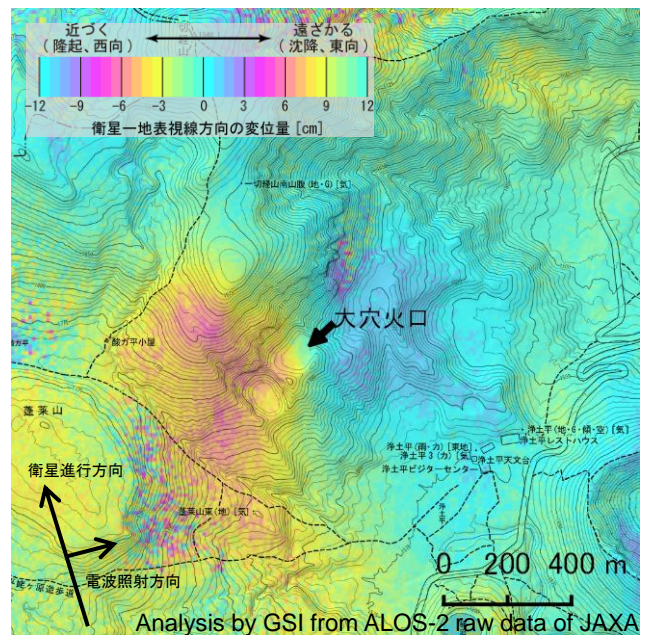 近づく
(隆起、西向)
遠ざかる
(沈降、東向)
-12 -9 -6 -3 0 3 6 9 12
衛星ー地表視線方向の変位量 [cm]
一切経山南山腹(地・G)[気]
大穴火口
酸ガ平小屋
蓬莱山
浄土平(地・G・傾・空)[気]
浄土平レストハウス
浄土平(雨・力)[東地]
浄土平3(力)[気]
浄土平天文台
浄土平ビジターセンター
浄土平
衛星進行方向
蓬莱山東(地)[気]
電波照射方向
0 200 400 m
Analysis by GSI from ALOS-2 raw data of JAXA